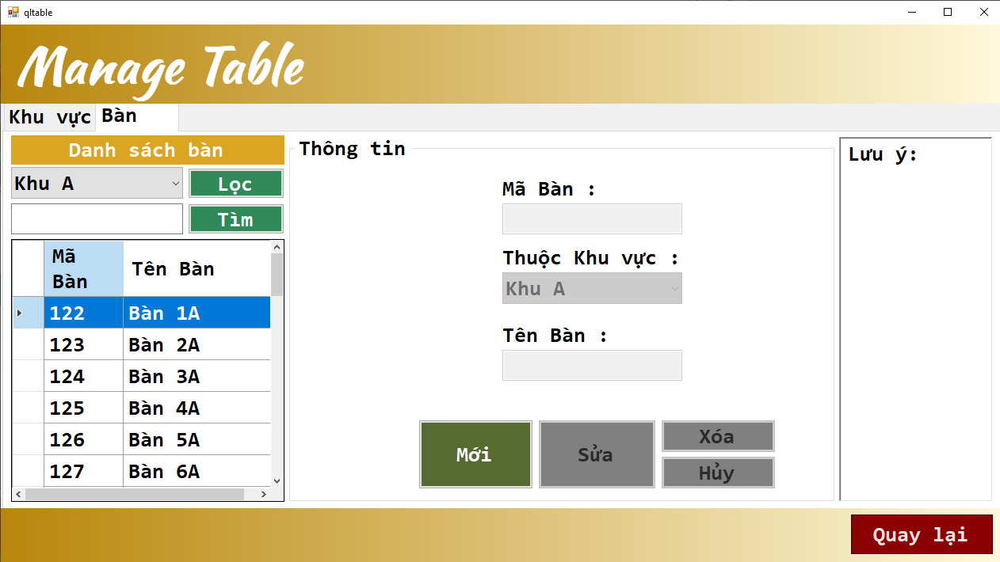 qltable
Manage Table
Khu vực
Bàn
Danh sách bàn
Khu A
Lọc
Tìm
Mã Bàn
Tên Bàn
122 Bàn 1A
123 Bàn 2A
124 Bàn 3A
125 Bàn 4A
126 Bàn 5A
127 Bàn 6A
Thông tin
Mã Bàn :
Thuộc Khu vực :
Khu A
Tên Bàn :
Mới
Sửa
Xóa
Hủy
Lưu ý:
Quay lại